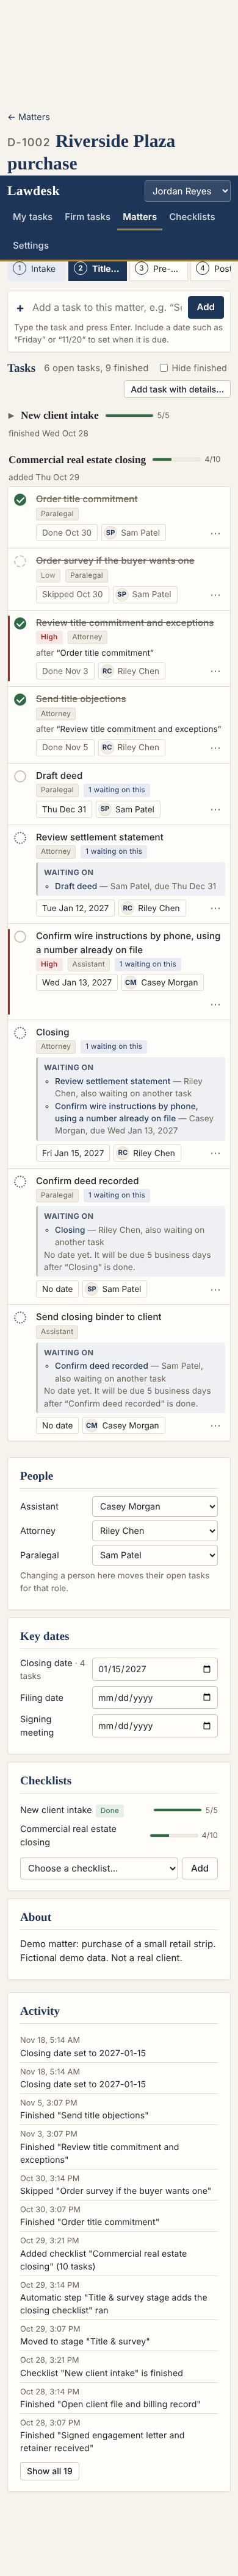 ← Matters
D-1002 Riverside Plaza
purchase
Lawdesk
Jordan Reyes
My tasks Firm tasks Matters Checklists
Settings
1 Intake 2 Title... 3 Pre-... 4 Post
+ Add a task to this matter, e.g. “Se Add
Type the task and press Enter. Include a date such as
“Friday” or “11/20” to set when it is due.
Tasks 6 open tasks, 9 finished Hide finished
Add task with details...
▶ New client intake 5/5
finished Wed Oct 28
Commercial real estate closing 4/10
added Thu Oct 29
Order title commitment
Paralegal
Done Oct 30 SP Sam Patel ...
Order survey if the buyer wants one
Low Paralegal
Skipped Oct 30 SP Sam Patel ...
Review title commitment and exceptions
High Attorney
after “Order title commitment”
Done Nov 3 RC Riley Chen ...
Send title objections
Attorney
after “Review title commitment and exceptions”
Done Nov 5 RC Riley Chen ...
Draft deed
Paralegal 1 waiting on this
Thu Dec 31 SP Sam Patel ...
Review settlement statement
Attorney 1 waiting on this
WAITING ON
Draft deed — Sam Patel, due Thu Dec 31
Tue Jan 12, 2027 RC Riley Chen ...
Confirm wire instructions by phone, using
a number already on file
High Assistant 1 waiting on this
Wed Jan 13, 2027 CM Casey Morgan
...
Closing
Attorney 1 waiting on this
WAITING ON
Review settlement statement — Riley
Chen, also waiting on another task
Confirm wire instructions by phone,
using a number already on file — Casey
Morgan, due Wed Jan 13, 2027
Fri Jan 15, 2027 RC Riley Chen ...
Confirm deed recorded
Paralegal 1 waiting on this
WAITING ON
Closing — Riley Chen, also waiting on
another task
No date yet. It will be due 5 business days
after “Closing” is done.
No date SP Sam Patel ...
Send closing binder to client
Assistant
WAITING ON
Confirm deed recorded — Sam Patel,
also waiting on another task
No date yet. It will be due 5 business days
after “Confirm deed recorded” is done.
No date CM Casey Morgan ...
People
Assistant Casey Morgan
Attorney Riley Chen
Paralegal Sam Patel
Changing a person here moves their open tasks
for that role.
Key dates
Closing date · 4
tasks
01/15/2027
Filing date mm/dd/yyyy
Signing
meeting
mm/dd/yyyy
Checklists
New client intake Done 5/5
Commercial real estate
closing
4/10
Choose a checklist... Add
About
Demo matter: purchase of a small retail strip.
Fictional demo data. Not a real client.
Activity
Nov 18, 5:14 AM
Closing date set to 2027-01-15
Nov 18, 5:14 AM
Closing date set to 2027-01-15
Nov 5, 3:07 PM
Finished "Send title objections"
Nov 3, 3:07 PM
Finished "Review title commitment and
exceptions"
Oct 30, 3:14 PM
Skipped "Order survey if the buyer wants one"
Oct 30, 3:07 PM
Finished "Order title commitment"
Oct 29, 3:21 PM
Added checklist "Commercial real estate
closing" (10 tasks)
Oct 29, 3:14 PM
Automatic step "Title & survey stage adds the
closing checklist" ran
Oct 29, 3:07 PM
Moved to stage "Title & survey"
Oct 28, 3:21 PM
Checklist "New client intake" is finished
Oct 28, 3:14 PM
Finished "Open client file and billing record"
Oct 28, 3:07 PM
Finished "Signed engagement letter and
retainer received"
Show all 19